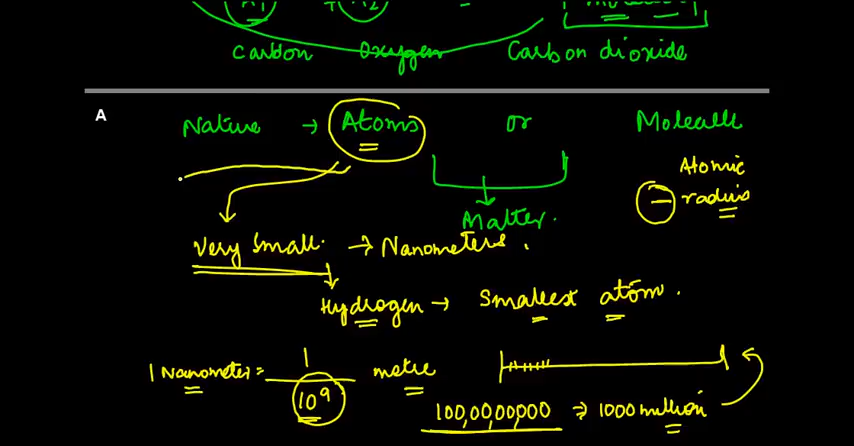 Carbon Oxygen Carbon dioxide
A
Nature → Atoms or Molecule
Atomic
radius
Matter.
Very Small. → Nanometers.
Hydrogen → Smallest atom.
1 Nanometer = 1 / 10⁹ metre
100,00,00,000 ⇒ 1000 million